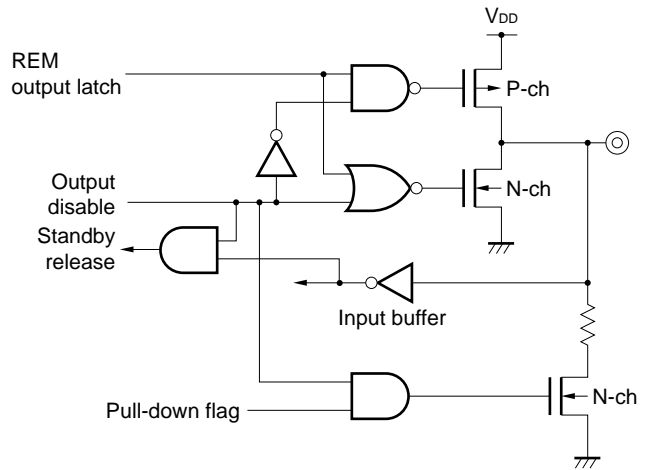 VDD
REM
output latch
P-ch
Output
disable
N-ch
Standby
release
Input buffer
N-ch
Pull-down flag